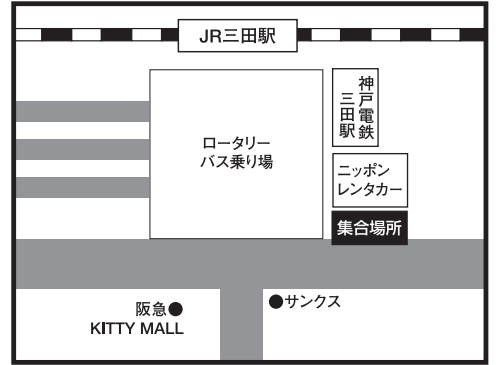 JR三田駅
ロータリー
バス乗り場
神戸電鉄
三田駅
ニッポン
レンタカー
集合場所
阪急●
KITTY MALL
●サンクス